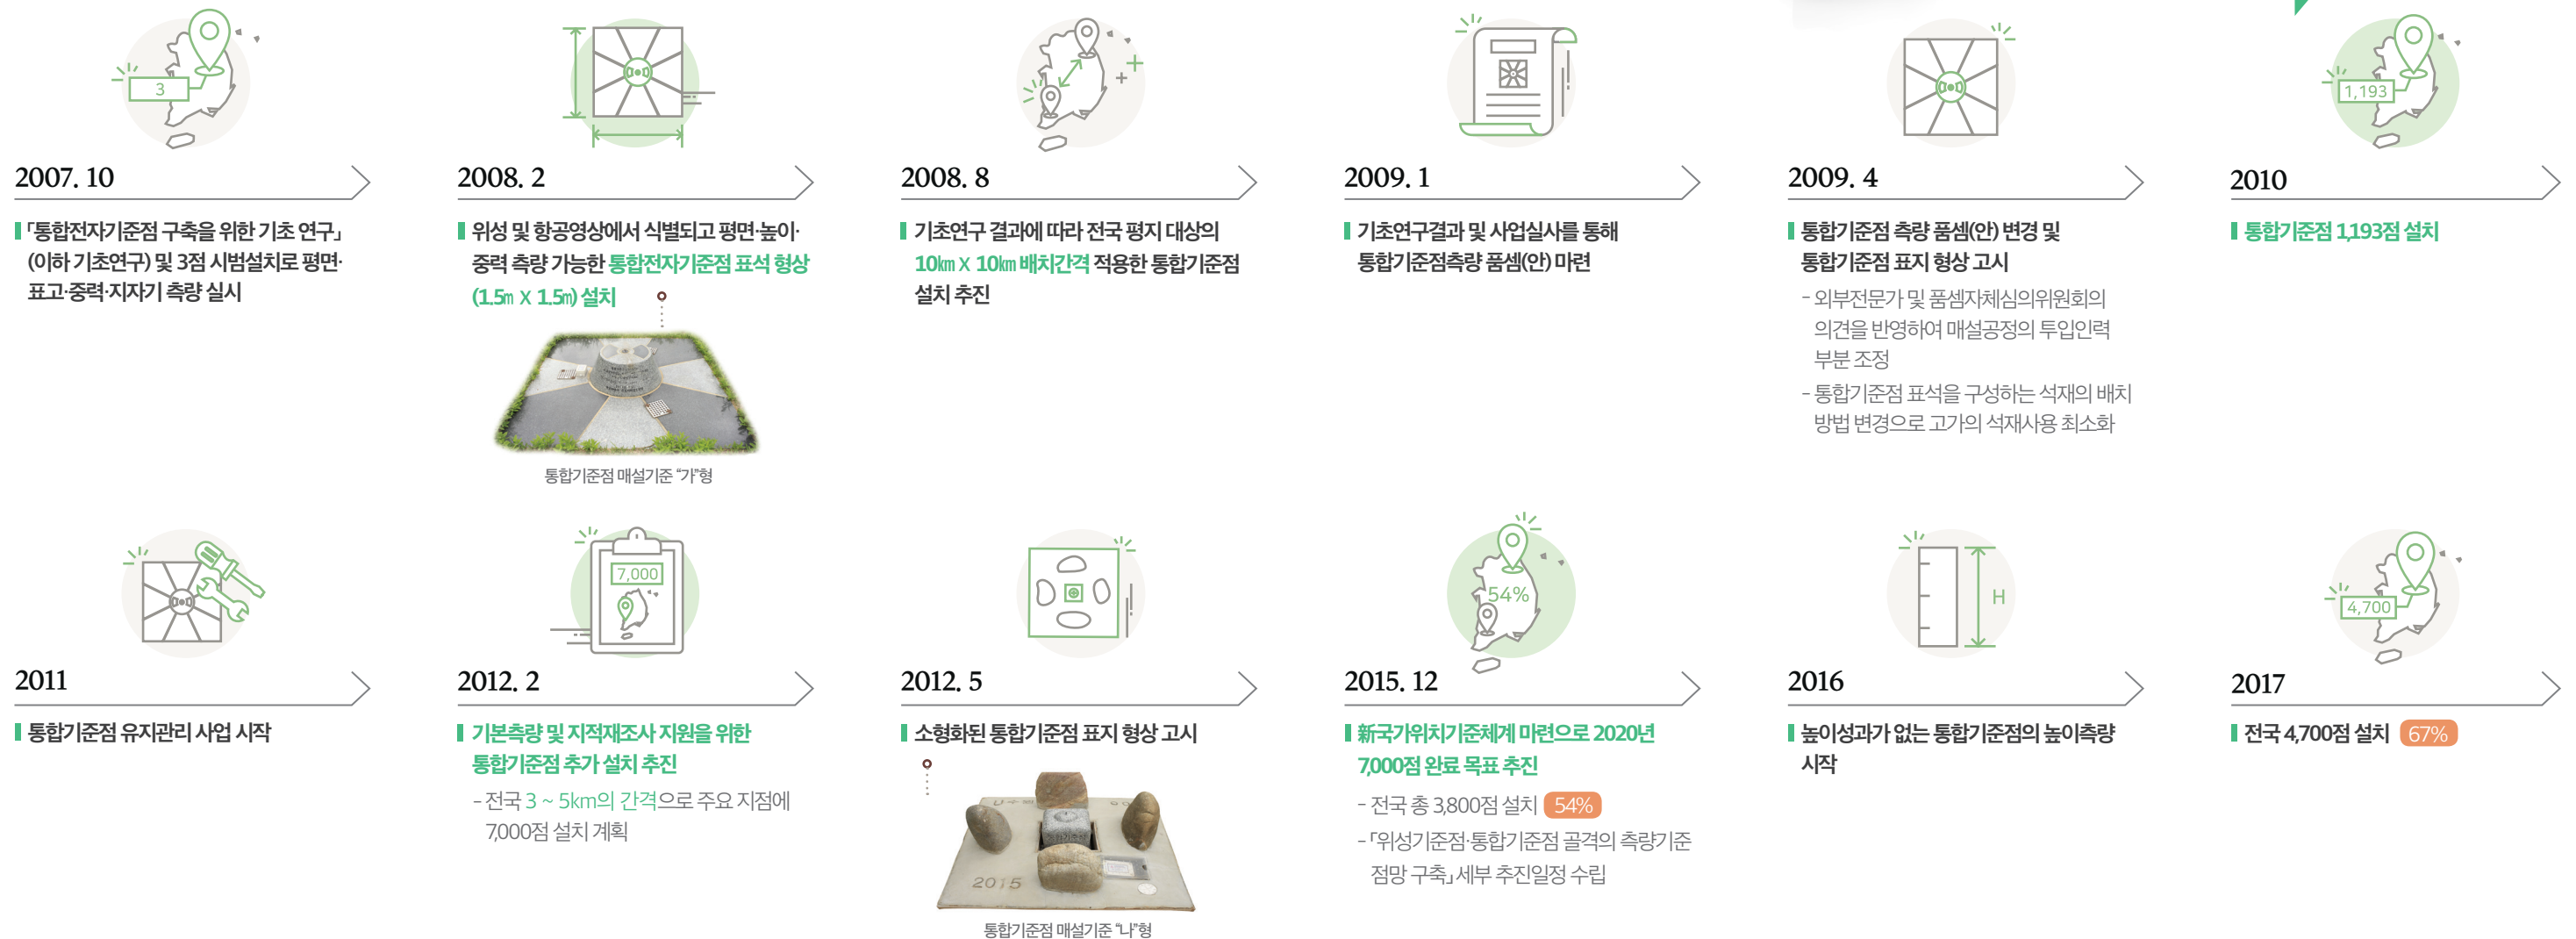 3
2007. 10
「통합전자기준점 구축을 위한 기초 연구」
(이하 기초연구) 및 3점 시범설치로 평면·
표고·중력·지자기 측량 실시
2008. 2
위성 및 항공영상에서 식별되고 평면·높이·
중력 측량 가능한 통합전자기준점 표석 형상
(1.5m X 1.5m) 설치
통합기준점 매설기준 “가”형
2008. 8
기초연구 결과에 따라 전국 평지 대상의
10km X 10km 배치간격 적용한 통합기준점
설치 추진
2009. 1
기초연구결과 및 사업실사를 통해
통합기준점측량 품셈(안) 마련
2009. 4
통합기준점 측량 품셈(안) 변경 및
통합기준점 표지 형상 고시
- 외부전문가 및 품셈자체심의위원회의
의견을 반영하여 매설공정의 투입인력
부분 조정
- 통합기준점 표석을 구성하는 석재의 배치
방법 변경으로 고가의 석재사용 최소화
1,193
2010
통합기준점 1,193점 설치
2011
통합기준점 유지관리 사업 시작
7,000
2012. 2
기본측량 및 지적재조사 지원을 위한
통합기준점 추가 설치 추진
- 전국 3 ~ 5km의 간격으로 주요 지점에
7,000점 설치 계획
2012. 5
소형화된 통합기준점 표지 형상 고시
2015
통합기준점 매설기준 “나”형
54%
2015. 12
新국가위치기준체계 마련으로 2020년
7,000점 완료 목표 추진
- 전국 총 3,800점 설치 54%
- 「위성기준점·통합기준점 골격의 측량기준
점망 구축」 세부 추진일정 수립
H
2016
높이성과가 없는 통합기준점의 높이측량
시작
4,700
2017
전국 4,700점 설치 67%